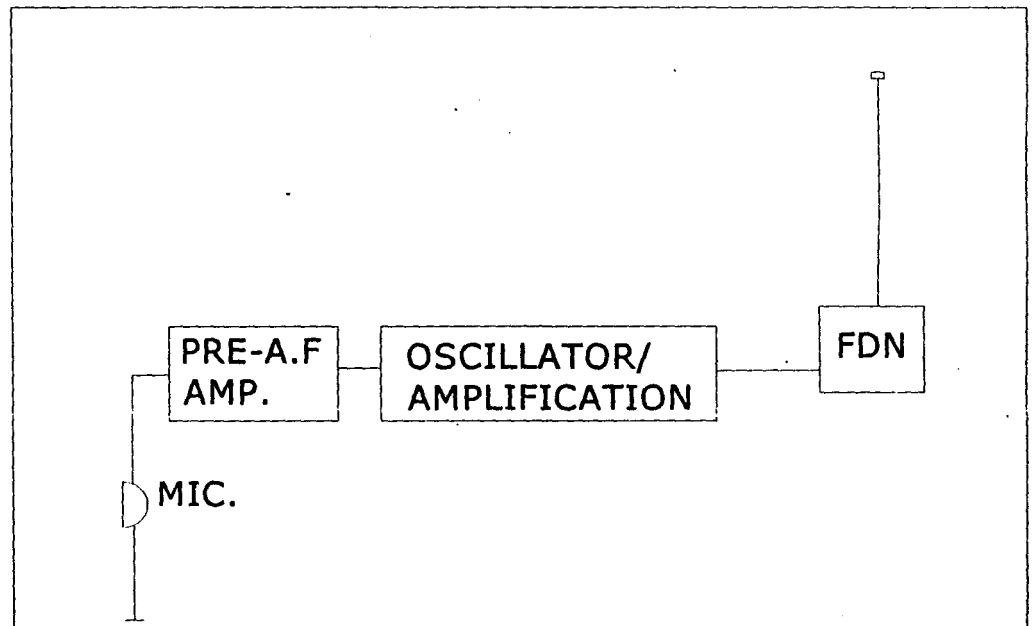 PRE-A.F
AMP.
OSCILLATOR/
AMPLIFICATION
FDN
MIC.